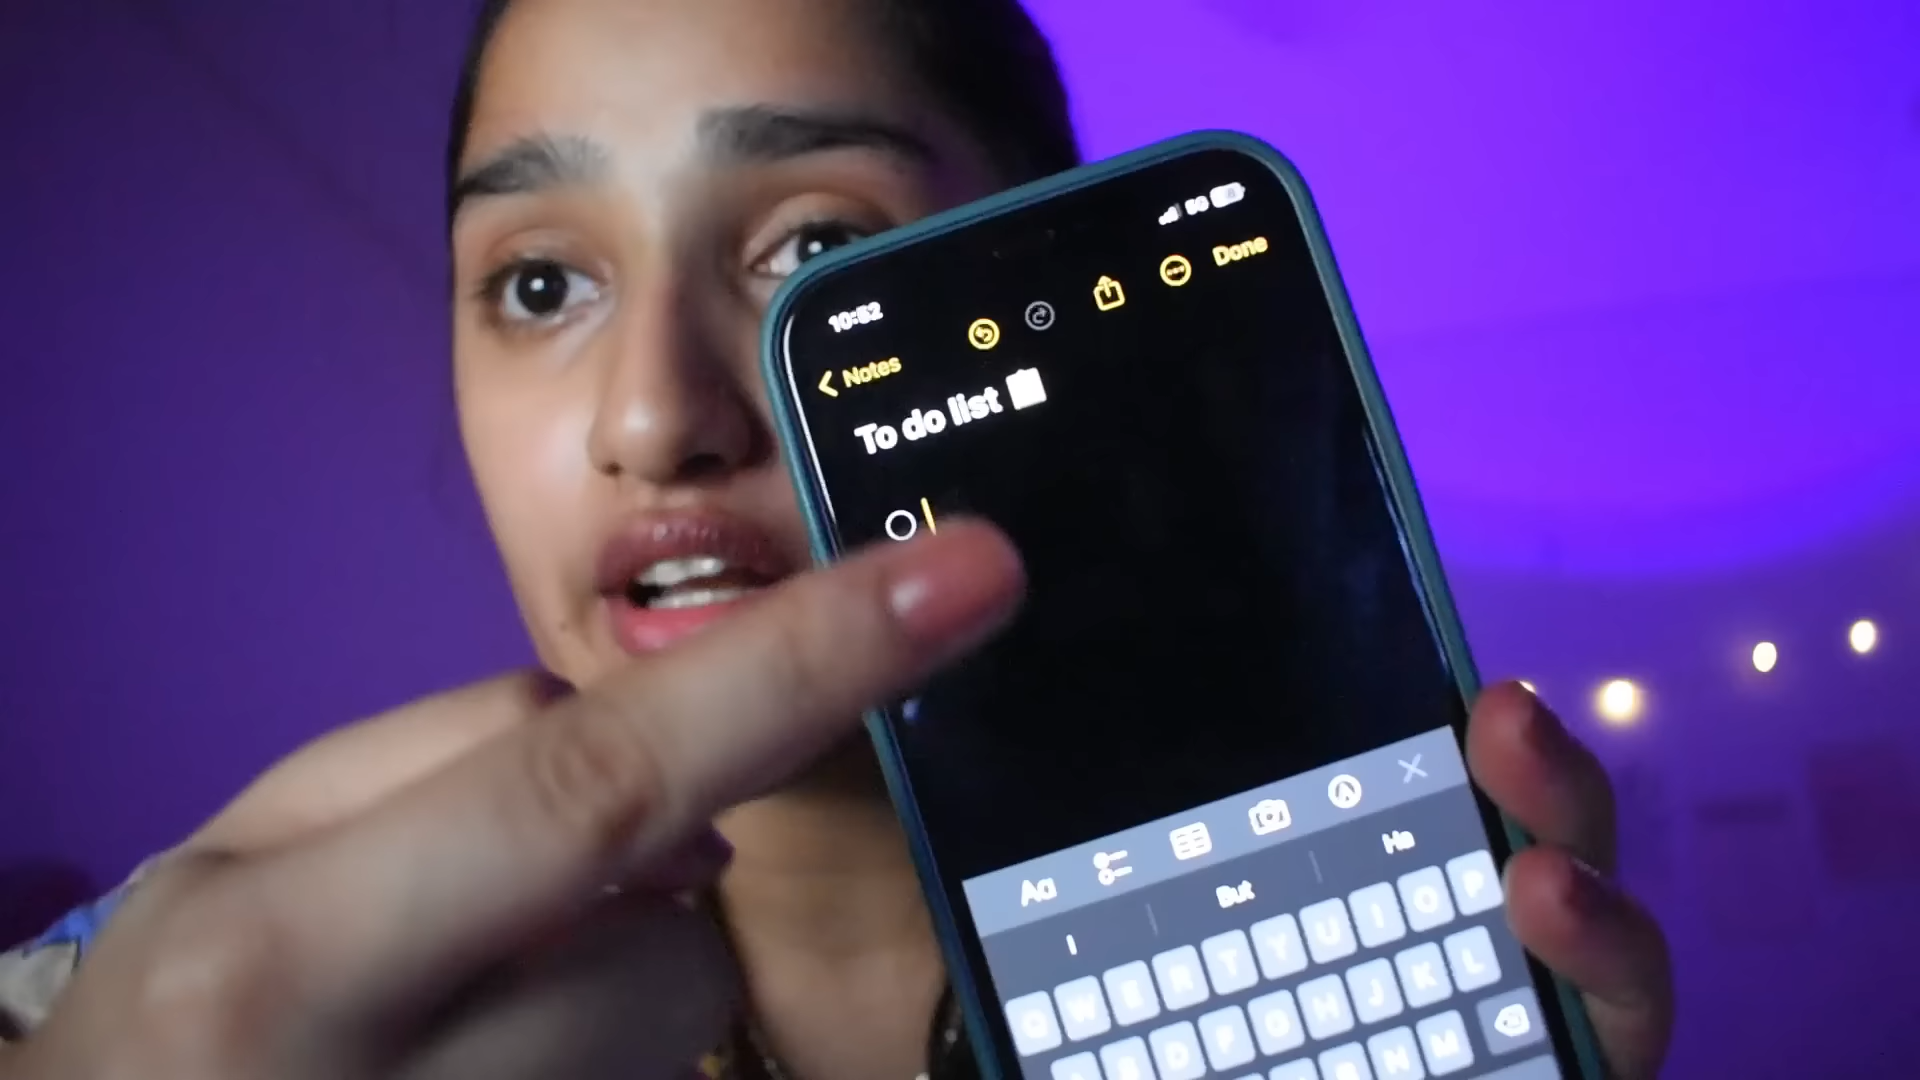 5G
10:52
Done
Notes
To do list
Aa
I
But
He
Q W E R T Y U I O P
A S D F G H J K L
B N M